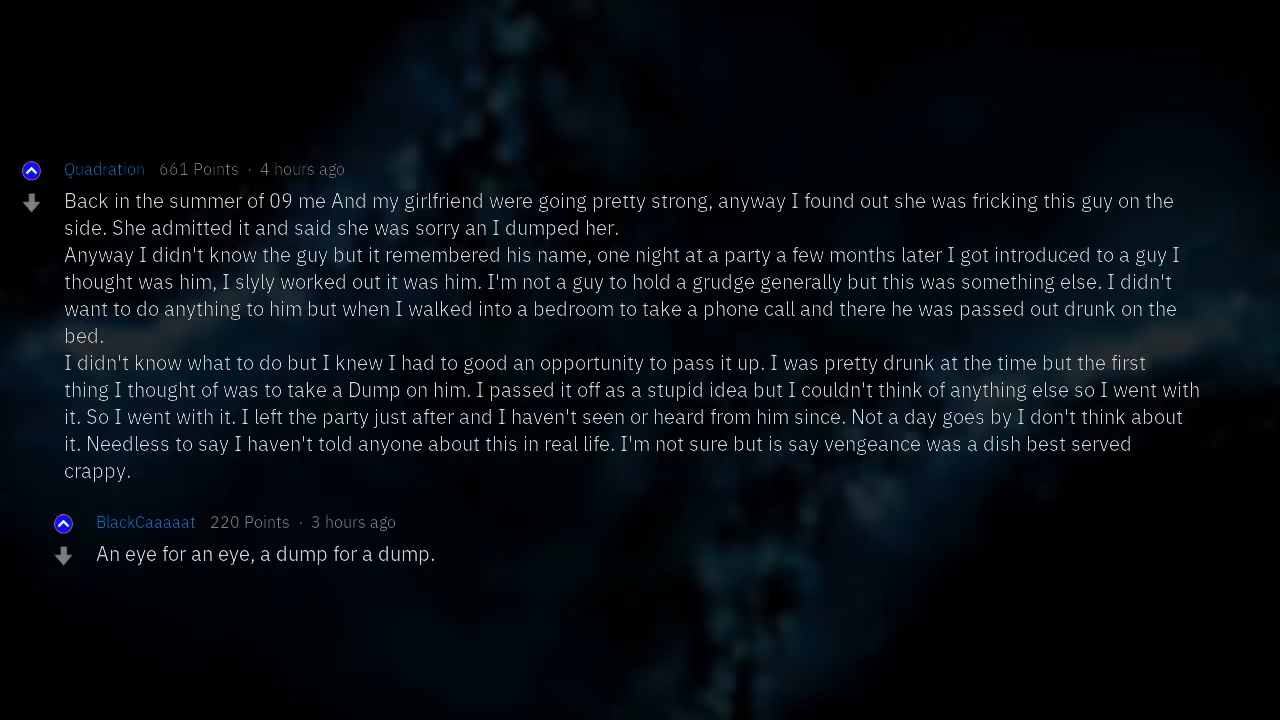 Quadration 661 Points · 4 hours ago
Back in the summer of 09 me And my girlfriend were going pretty strong, anyway I found out she was fricking this guy on the
side. She admitted it and said she was sorry an I dumped her.
Anyway I didn't know the guy but it remembered his name, one night at a party a few months later I got introduced to a guy I
thought was him, I slyly worked out it was him. I'm not a guy to hold a grudge generally but this was something else. I didn't
want to do anything to him but when I walked into a bedroom to take a phone call and there he was passed out drunk on the
bed.
I didn't know what to do but I knew I had to good an opportunity to pass it up. I was pretty drunk at the time but the first
thing I thought of was to take a Dump on him. I passed it off as a stupid idea but I couldn't think of anything else so I went with
it. So I went with it. I left the party just after and I haven't seen or heard from him since. Not a day goes by I don't think about
it. Needless to say I haven't told anyone about this in real life. I'm not sure but is say vengeance was a dish best served
crappy.
BlackCaaaaat 220 Points · 3 hours ago
An eye for an eye, a dump for a dump.